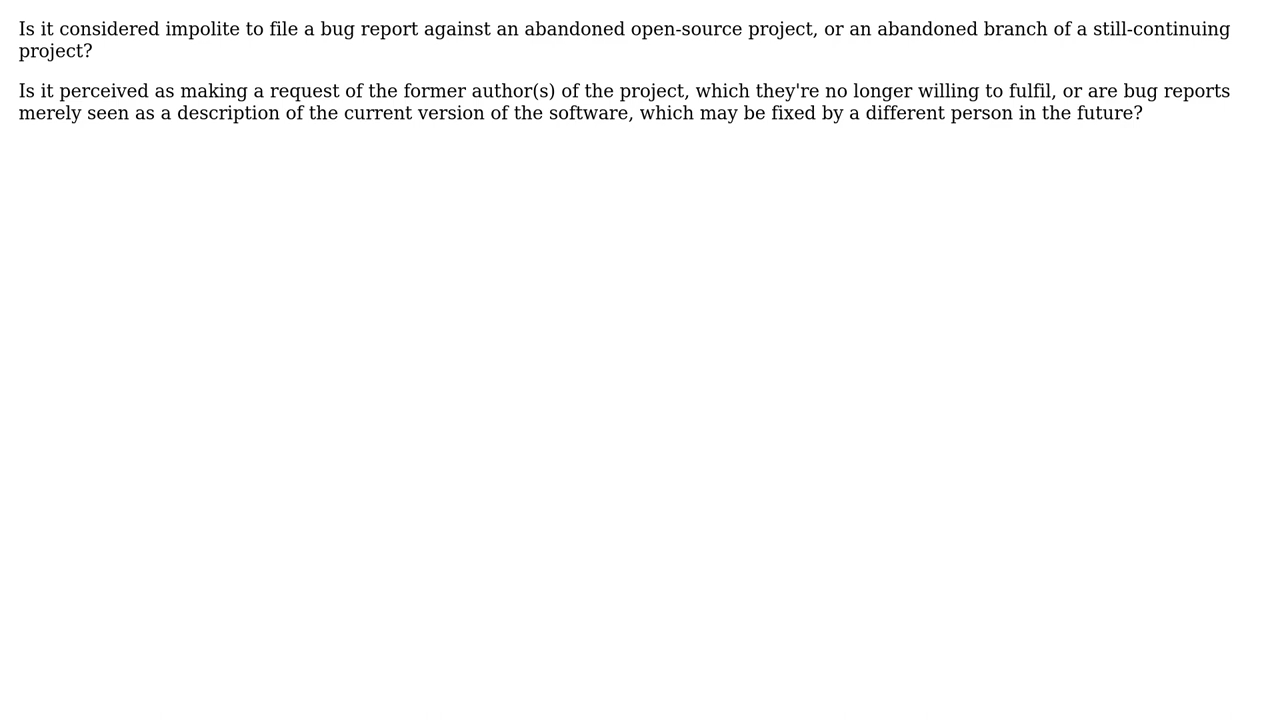 Is it considered impolite to file a bug report against an abandoned open-source project, or an abandoned branch of a still-continuing
project?
Is it perceived as making a request of the former author(s) of the project, which they're no longer willing to fulfil, or are bug reports
merely seen as a description of the current version of the software, which may be fixed by a different person in the future?